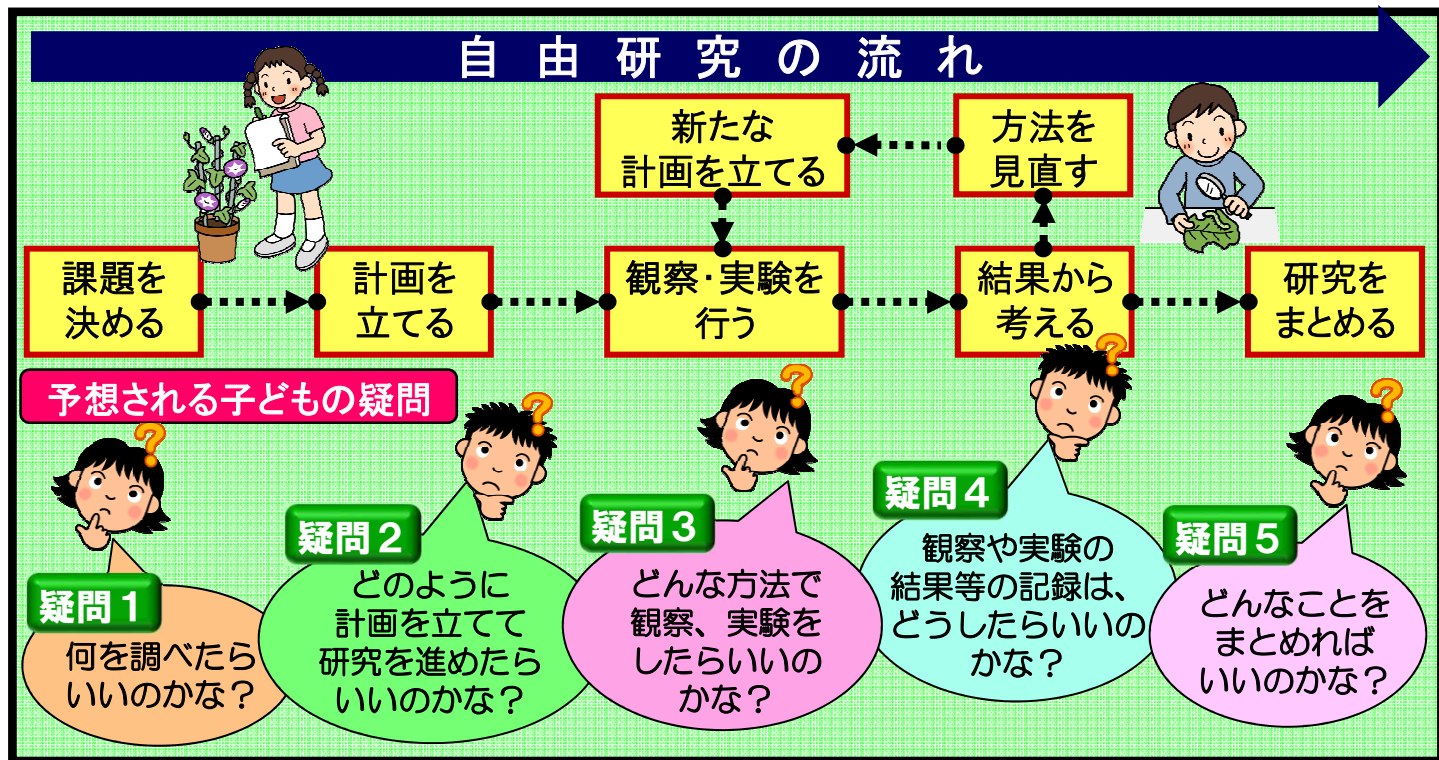 自由研究の流れ
新たな
計画を立てる
方法を
見直す
課題を
決める
計画を
立てる
観察・実験を
行う
結果から
考える
研究を
まとめる
予想される子どもの疑問
疑問１
何を調べたら
いいのかな？
疑問２
どのように
計画を立てて
研究を進めたら
いいのかな？
疑問３
どんな方法で
観察、実験を
したらいいの
かな？
疑問４
観察や実験の
結果等の記録は、
どうしたらいいの
かな？
疑問５
どんなことを
まとめれば
いいのかな？